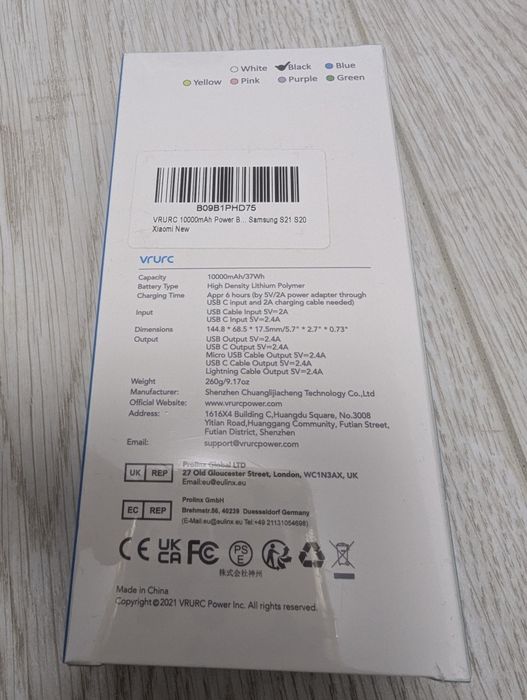 White Black Blue
Yellow Pink Purple Green
B09B1PHD75
VRURC 10000mAh Power B... Samsung S21 S20
Xiaomi New
vrurc
Capacity 10000mAh/37Wh
Battery Type High Density Lithium Polymer
Charging Time Appr 6 hours (by 5V/2A power adapter through
USB C input and 2A charging cable needed)
Input USB Cable Input 5V=2A
USB C Input 5V=2.4A
Dimensions 144.8 * 68.5 * 17.5mm/5.7" * 2.7" * 0.73"
Output USB Output 5V=2.4A
USB C Output 5V=2.4A
Micro USB Cable Output 5V=2.4A
USB C Cable Output 5V=2.4A
Lightning Cable Output 5V=2.4A
Weight 260g/9.17oz
Manufacturer: Shenzhen Chuanglijiacheng Technology Co.,Ltd
Official Website: www.vrurcpower.com
Address: 1616X4 Building C,Huangdu Square, No.3008
Yitian Road,Huanggang Community, Futian Street,
Futian District, Shenzhen
Email: support@vrurcpower.com
UK REP
Prolinx Global LTD
27 Old Gloucester Street, London, WC1N3AX, UK
Email:eu@eulinx.eu
EC REP
Prolinx GmbH
Brehmstr.56, 40239 Duesseldorf Germany
(E-Mail:eu@eulinx.eu Tel:+49 21131054698)
CE UK CA FC PS E
株式会社神州
Made in China
Copyright © 2021 VRURC Power Inc. All rights reserved.